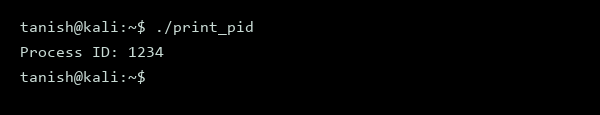 tanish@kali:~$ ./print_pid
Process ID: 1234
tanish@kali:~$